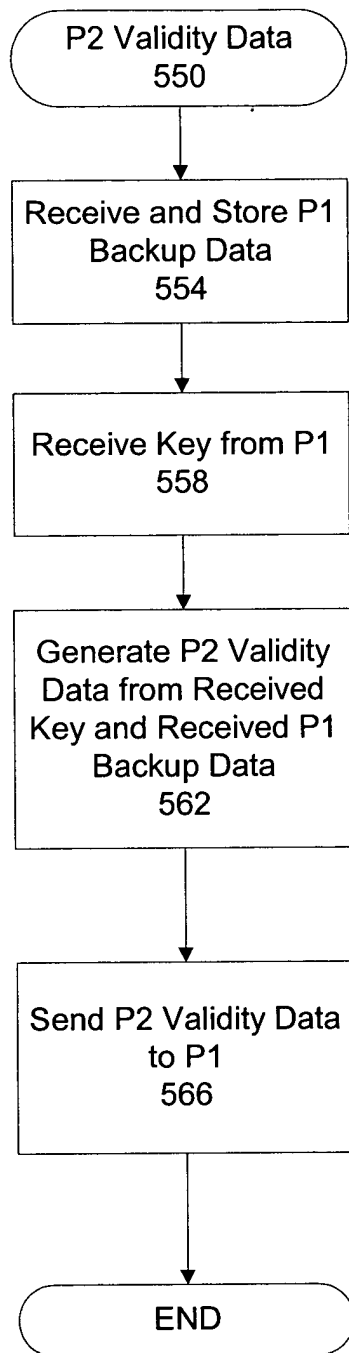 P2 Validity Data
550
Receive and Store P1
Backup Data
554
Receive Key from P1
558
Generate P2 Validity
Data from Received
Key and Received P1
Backup Data
562
Send P2 Validity Data
to P1
566
END